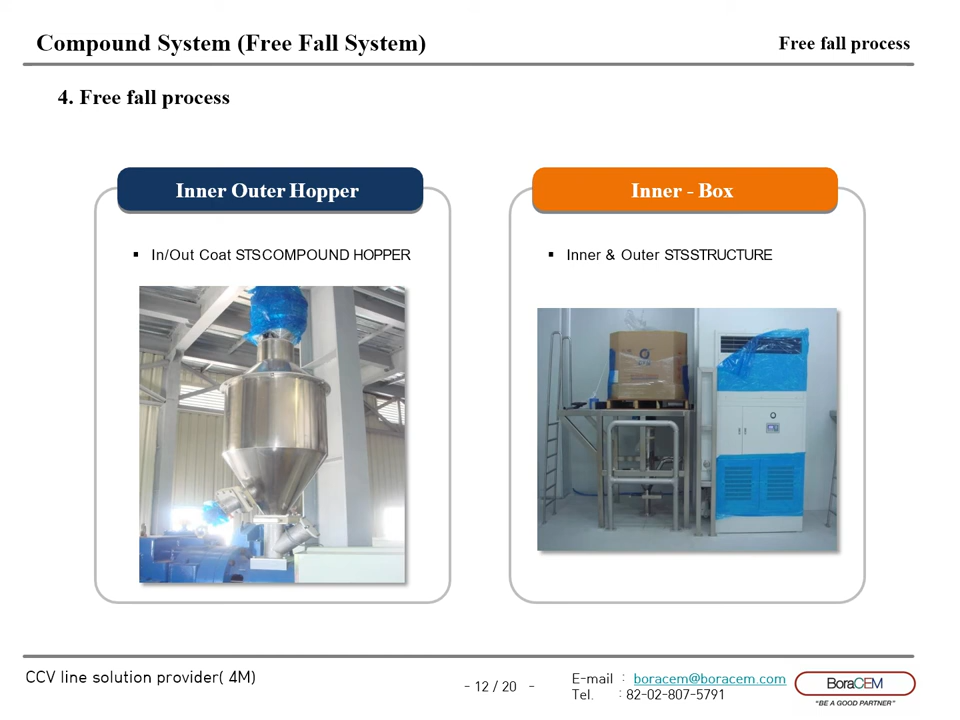 Compound System (Free Fall System)
Free fall process
4. Free fall process
Inner Outer Hopper
Inner - Box
▪ In/Out Coat STSCOMPOUND HOPPER
▪ Inner & Outer STSSTRUCTURE
CCV line solution provider( 4M)
- 12 / 20 -
E-mail : boracem@boracem.com
Tel. : 82-02-807-5791
BoraCEM
"BE A GOOD PARTNER"